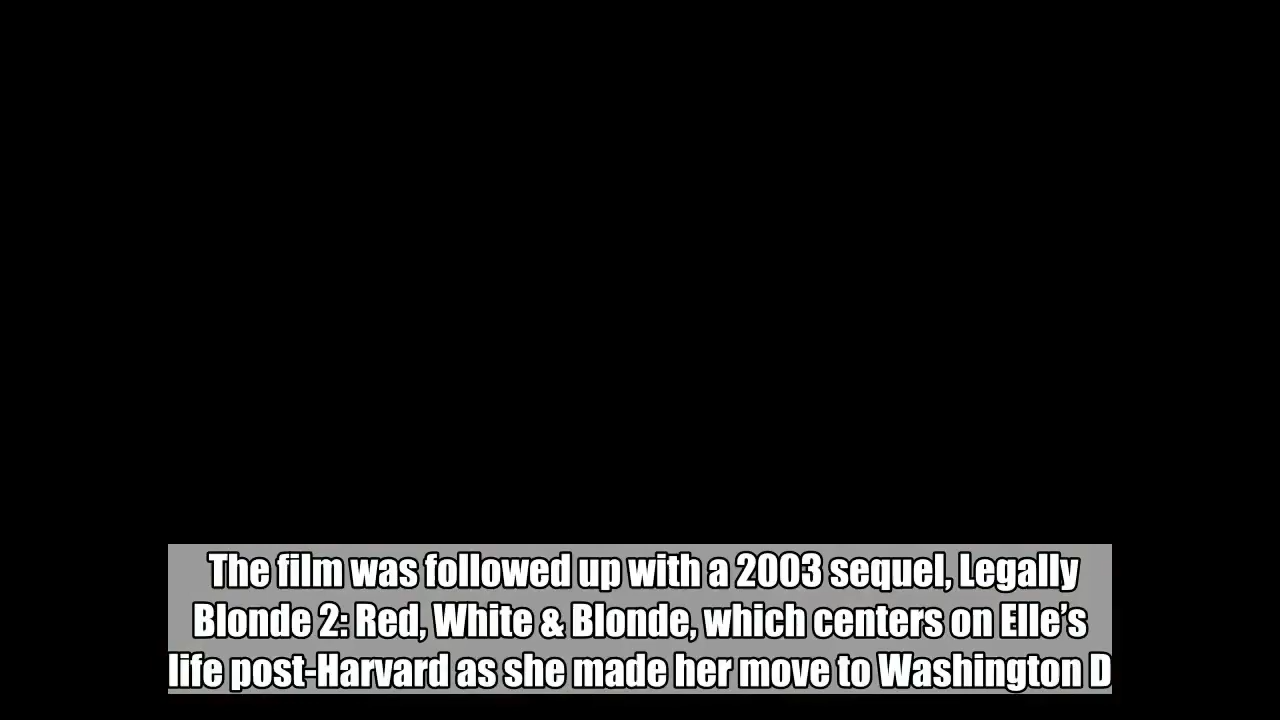 The film was followed up with a 2003 sequel, Legally
Blonde 2: Red, White & Blonde, which centers on Elle’s
life post-Harvard as she made her move to Washington D